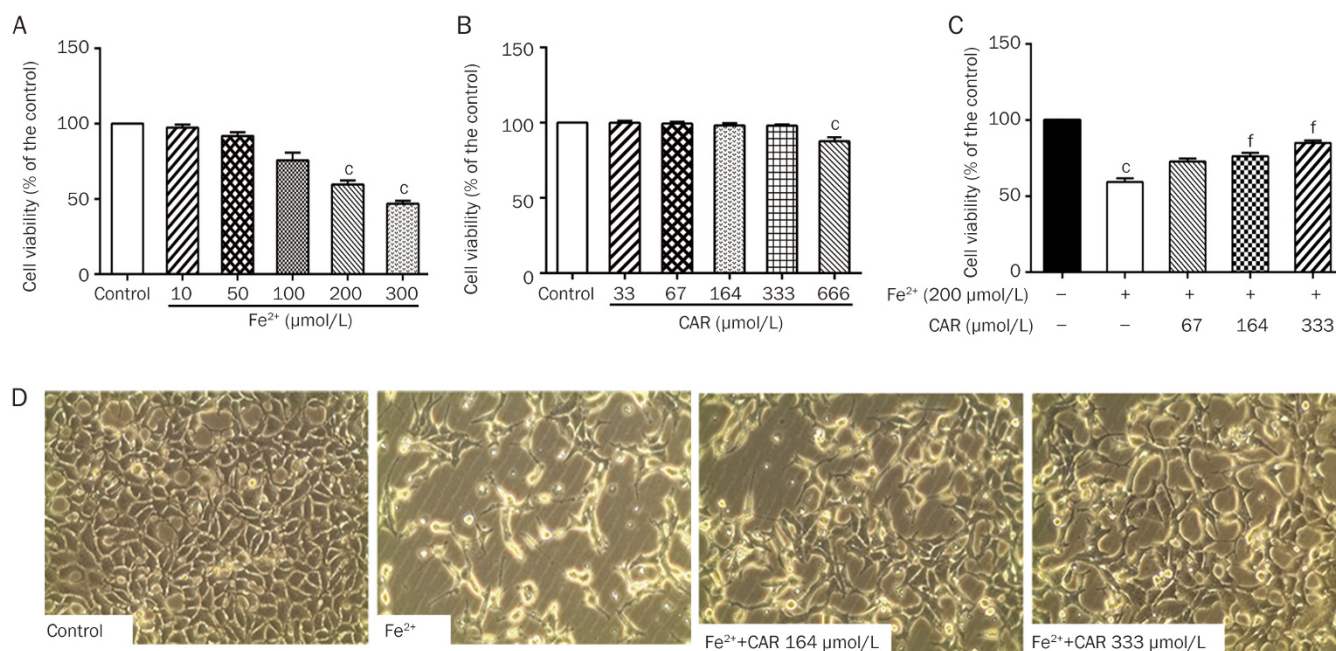 A
Cell viability (% of the control)
150
100
50
0
c
c
Control
10
50
100
200
300
Fe²⁺ (μmol/L)
B
Cell viability (% of the control)
150
100
50
0
c
Control
33
67
164
333
666
CAR (μmol/L)
C
Cell viability (% of the control)
150
100
50
0
c
f
f
Fe²⁺ (200 μmol/L) – + + + +
CAR (μmol/L) – – 67 164 333
D
Control
Fe²⁺
Fe²⁺+CAR 164 μmol/L
Fe²⁺+CAR 333 μmol/L